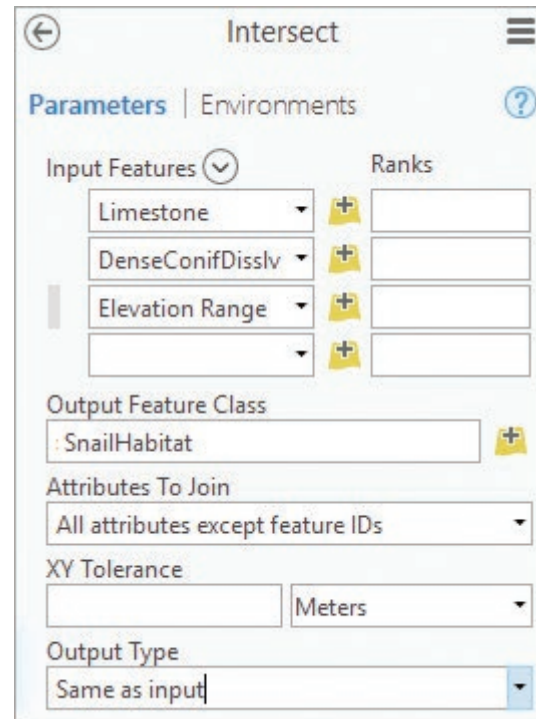 Intersect
Parameters | Environments ?
Input Features Ranks
Limestone
DenseConifDisslv
Elevation Range
Output Feature Class
SnailHabitat
Attributes To Join
All attributes except feature IDs
XY Tolerance
Meters
Output Type
Same as input